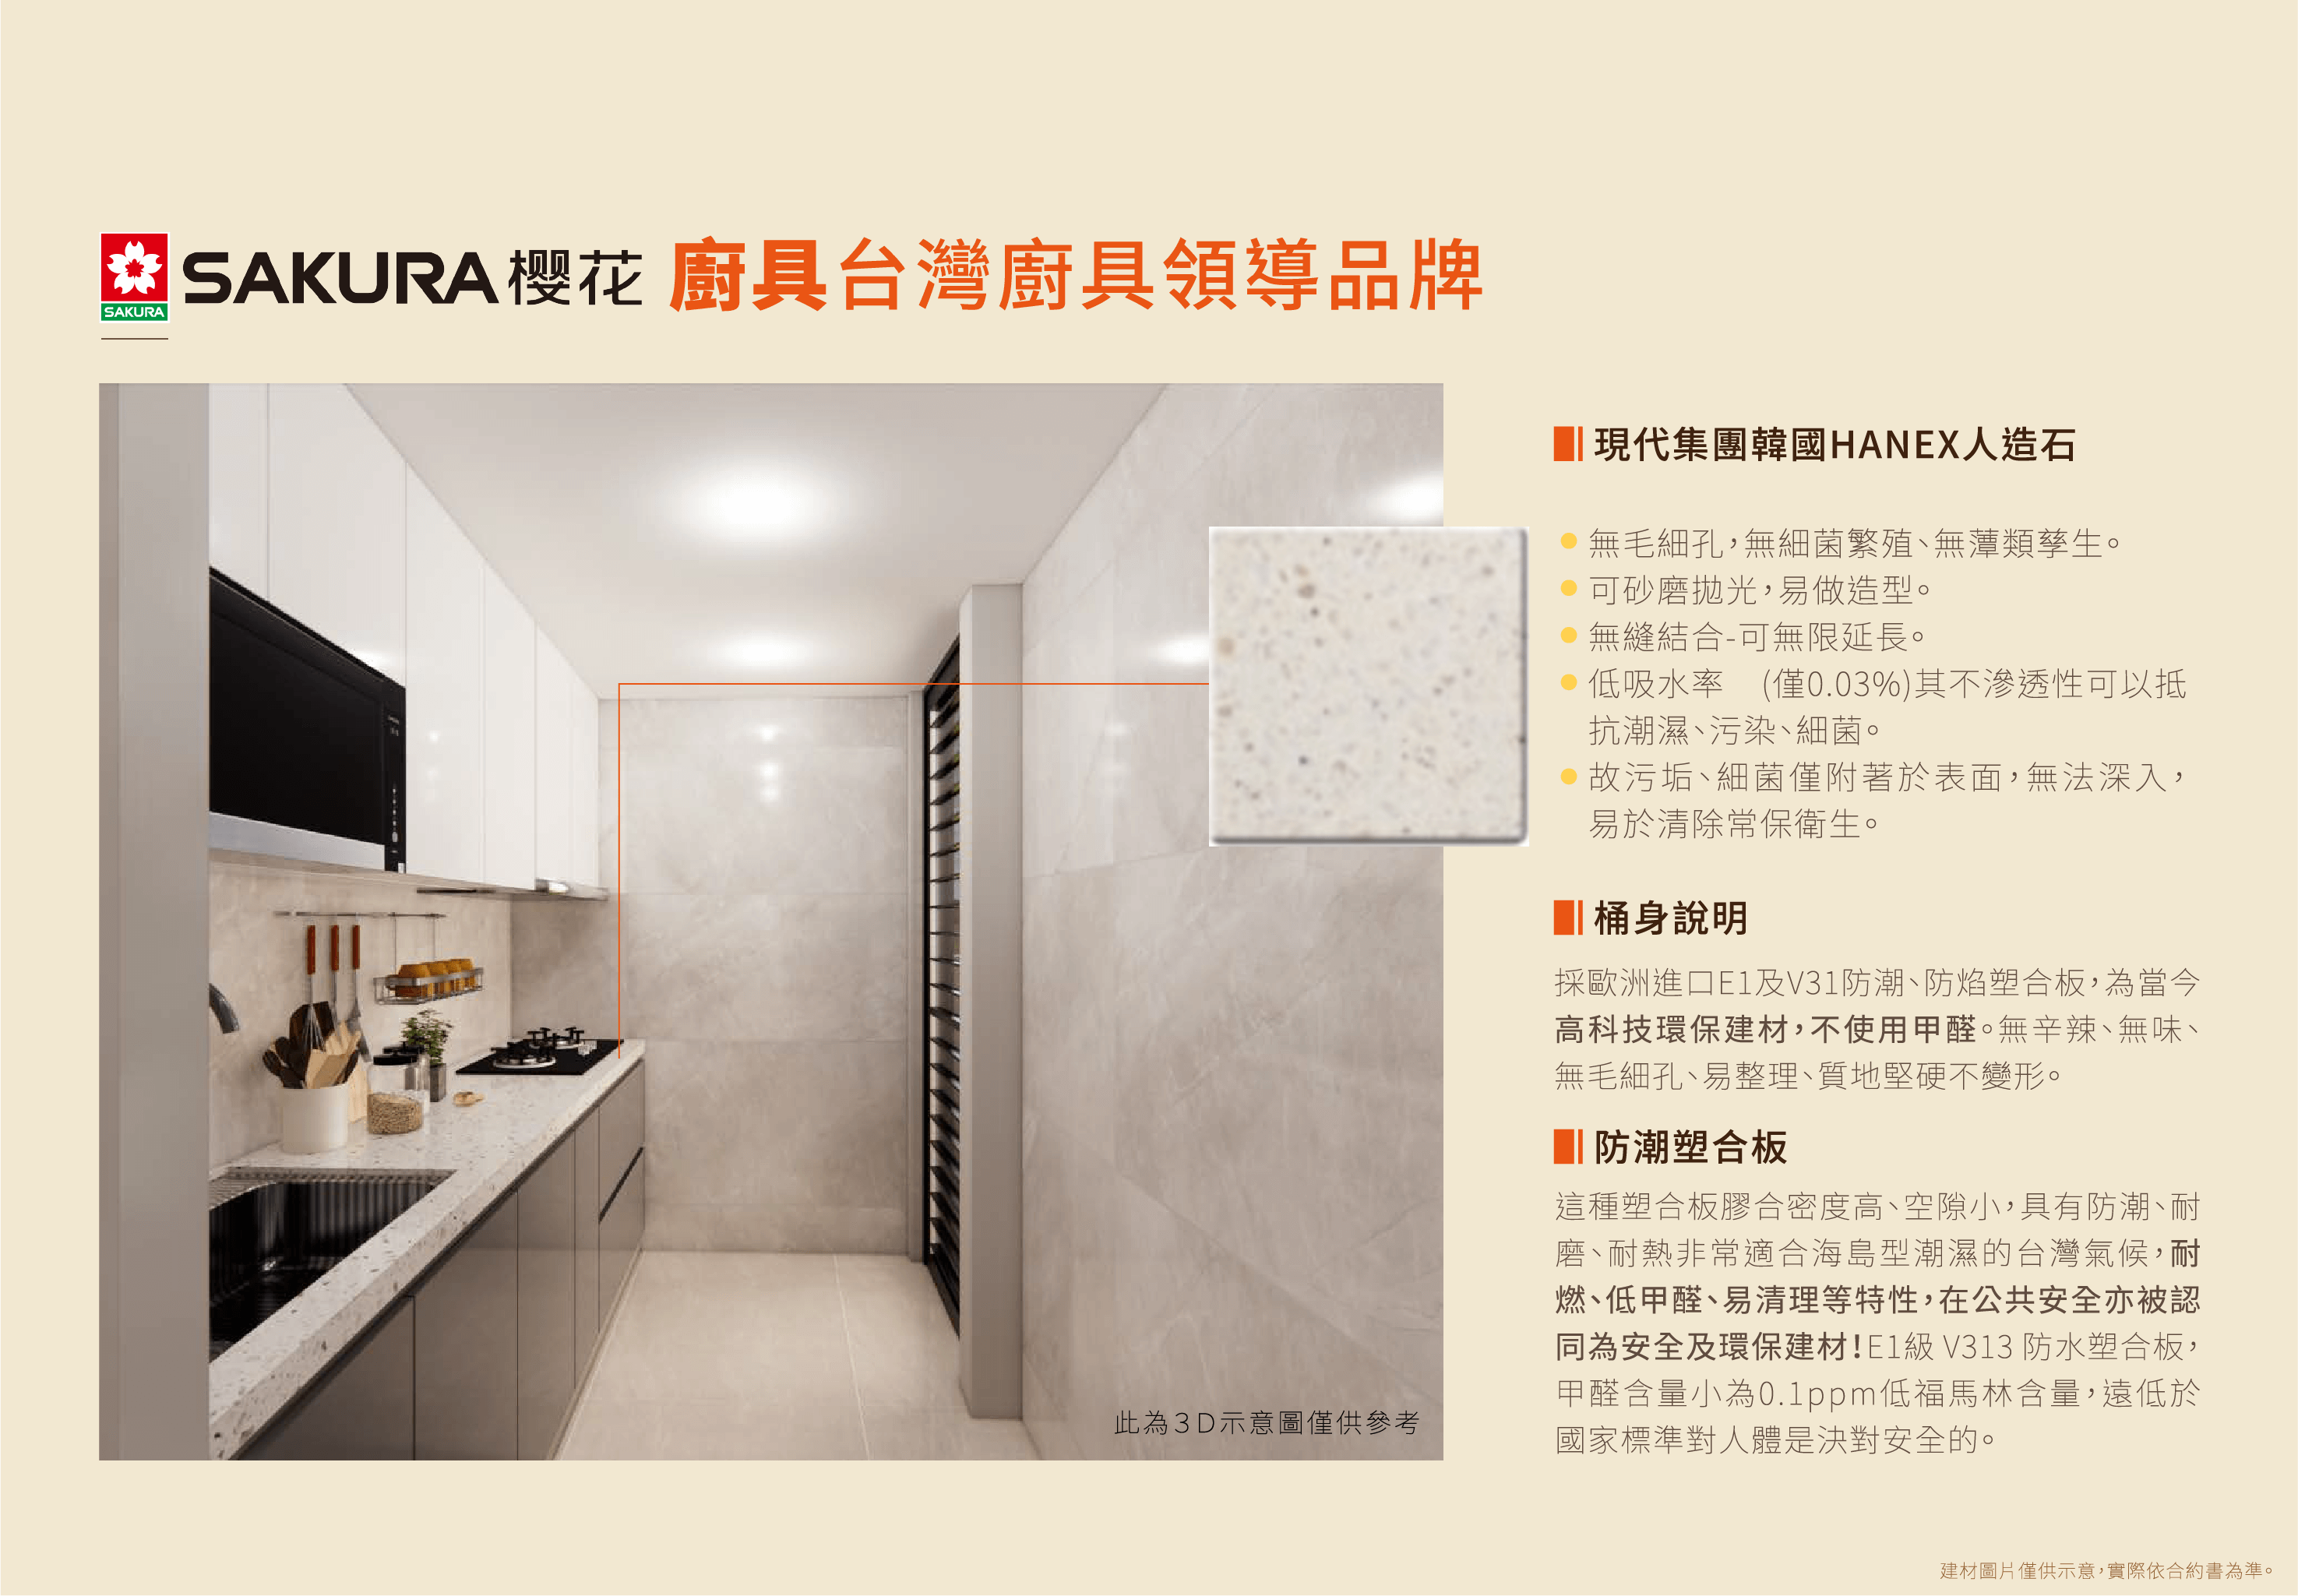 SAKURA
SAKURA櫻花 廚具台灣廚具領導品牌
現代集團韓國HANEX人造石
無毛細孔，無細菌繁殖、無蕈類孳生。
可砂磨拋光，易做造型。
無縫結合-可無限延長。
低吸水率 (僅0.03%)其不滲透性可以抵
抗潮濕、污染、細菌。
故污垢、細菌僅附著於表面，無法深入，
易於清除常保衛生。
桶身說明
採歐洲進口E1及V31防潮、防焰塑合板，為當今
高科技環保建材，不使用甲醛。無辛辣、無味、
無毛細孔、易整理、質地堅硬不變形。
防潮塑合板
這種塑合板膠合密度高、空隙小，具有防潮、耐
磨、耐熱非常適合海島型潮濕的台灣氣候，耐
燃、低甲醛、易清理等特性，在公共安全亦被認
同為安全及環保建材！E1級 V313 防水塑合板，
甲醛含量小為0.1ppm低福馬林含量，遠低於
國家標準對人體是決對安全的。
此為3D示意圖僅供參考
建材圖片僅供示意，實際依合約書為準。